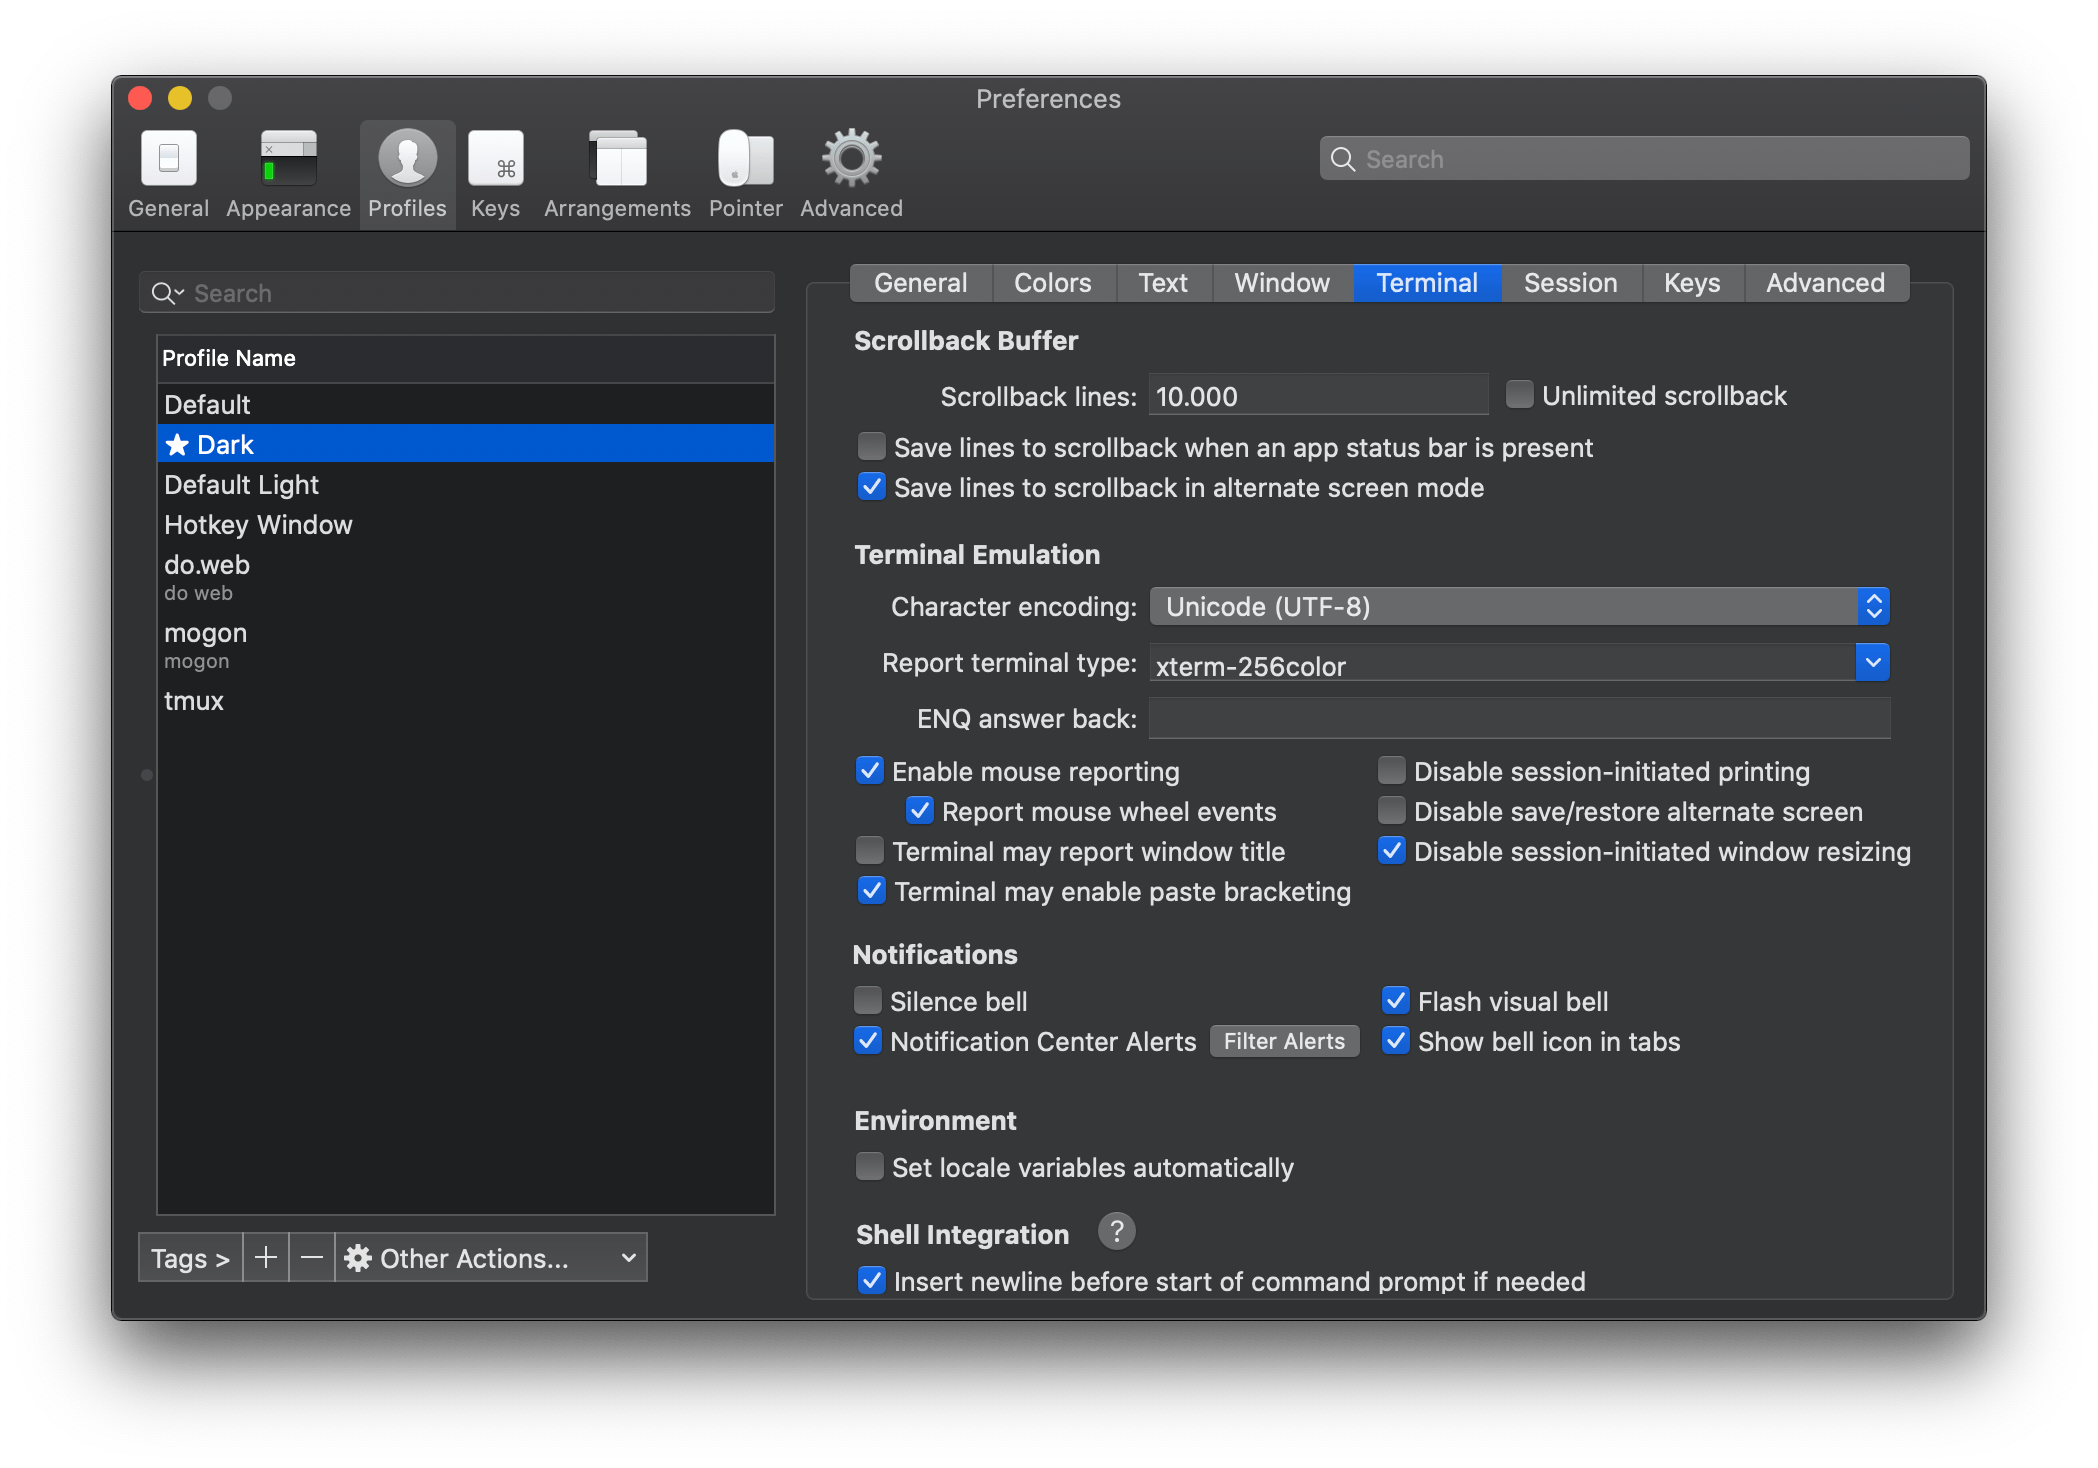 Preferences
General
Appearance
Profiles
Keys
Arrangements
Pointer
Advanced
Search
Search
Profile Name
Default
★ Dark
Default Light
Hotkey Window
do.web
do web
mogon
mogon
tmux
Tags >
Other Actions...
General
Colors
Text
Window
Terminal
Session
Keys
Advanced
Scrollback Buffer
Scrollback lines: 10.000
Unlimited scrollback
Save lines to scrollback when an app status bar is present
Save lines to scrollback in alternate screen mode
Terminal Emulation
Character encoding: Unicode (UTF-8)
Report terminal type: xterm-256color
ENQ answer back:
Enable mouse reporting
Disable session-initiated printing
Report mouse wheel events
Disable save/restore alternate screen
Terminal may report window title
Disable session-initiated window resizing
Terminal may enable paste bracketing
Notifications
Silence bell
Flash visual bell
Notification Center Alerts
Filter Alerts
Show bell icon in tabs
Environment
Set locale variables automatically
Shell Integration
?
Insert newline before start of command prompt if needed